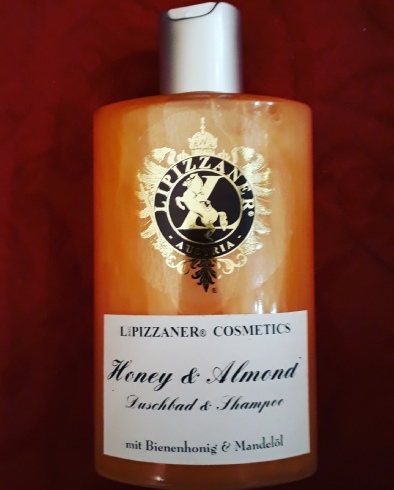 LIPIZZANER®
AUSTRIA
LIPIZZANER® COSMETICS
Honey & Almond
Duschbad & Shampoo
mit Bienenhonig & Mandelöl